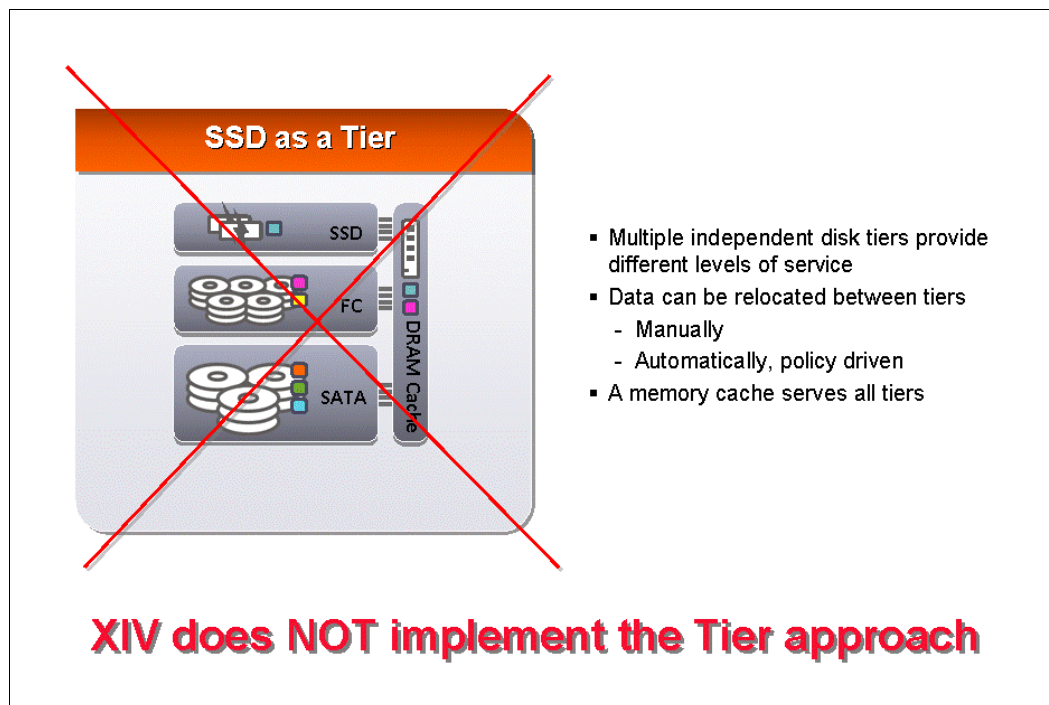 SSD as a Tier
SSD
FC
SATA
DRAM Cache
▪ Multiple independent disk tiers provide
different levels of service
▪ Data can be relocated between tiers
- Manually
- Automatically, policy driven
▪ A memory cache serves all tiers
XIV does NOT implement the Tier approach